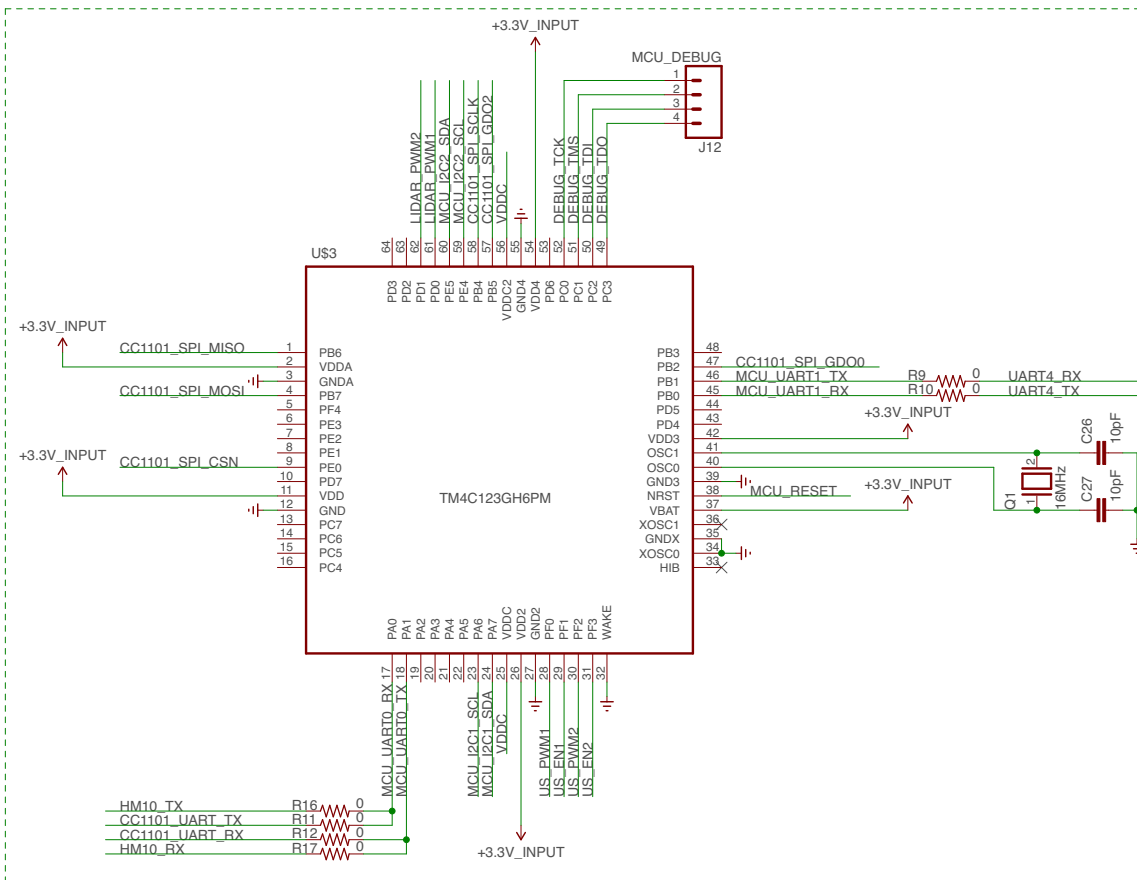 +3.3V_INPUT
MCU_DEBUG
1
2
3
4
J12
LIDAR_PWM2
LIDAR_PWM1
MCU_I2C2_SDA
MCU_I2C2_SCL
CC1101_SPI_SCLK
CC1101_SPI_GDO2
VDDC
DEBUG_TCK
DEBUG_TMS
DEBUG_TDI
DEBUG_TDO
64 63 62 61 60 59 58 57 56 55 54 53 52 51 50 49
U$3
PD3 PD2 PD1 PD0 PE5 PE4 PB4 PB5 VDDC2 GND4 VDD4 PD6 PC0 PC1 PC2 PC3
+3.3V_INPUT
CC1101_SPI_MISO 1 PB6
2 VDDA
3 GNDA
CC1101_SPI_MOSI 4 PB7
5 PF4
6 PE3
7 PE2
8 PE1
+3.3V_INPUT
CC1101_SPI_CSN 9 PE0
10 PD7
11 VDD
12 GND
13 PC7
14 PC6
15 PC5
16 PC4
TM4C123GH6PM
PB3 48
PB2 47 CC1101_SPI_GDO0
PB1 46 MCU_UART1_TX R9 0 UART4_RX
PB0 45 MCU_UART1_RX R10 0 UART4_TX
PD5 44
PD4 43
+3.3V_INPUT
VDD3 42
OSC1 41
OSC0 40
GND3 39
NRST 38 MCU_RESET
+3.3V_INPUT
VBAT 37
XOSC1 36
GNDX 35
XOSC0 34
HIB 33
C26
10pF
2
16MHz
Q1
1
C27
10pF
PA0 PA1 PA2 PA3 PA4 PA5 PA6 PA7 VDDC VDD2 GND2 PF0 PF1 PF2 PF3 WAKE
17 18 19 20 21 22 23 24 25 26 27 28 29 30 31 32
MCU_UART0_RX
MCU_UART0_TX
MCU_I2C1_SCL
MCU_I2C1_SDA
VDDC
US_PWM1
US_EN1
US_PWM2
US_EN2
HM10_TX R16 0
CC1101_UART_TX R11 0
CC1101_UART_RX R12 0
HM10_RX R17 0
+3.3V_INPUT